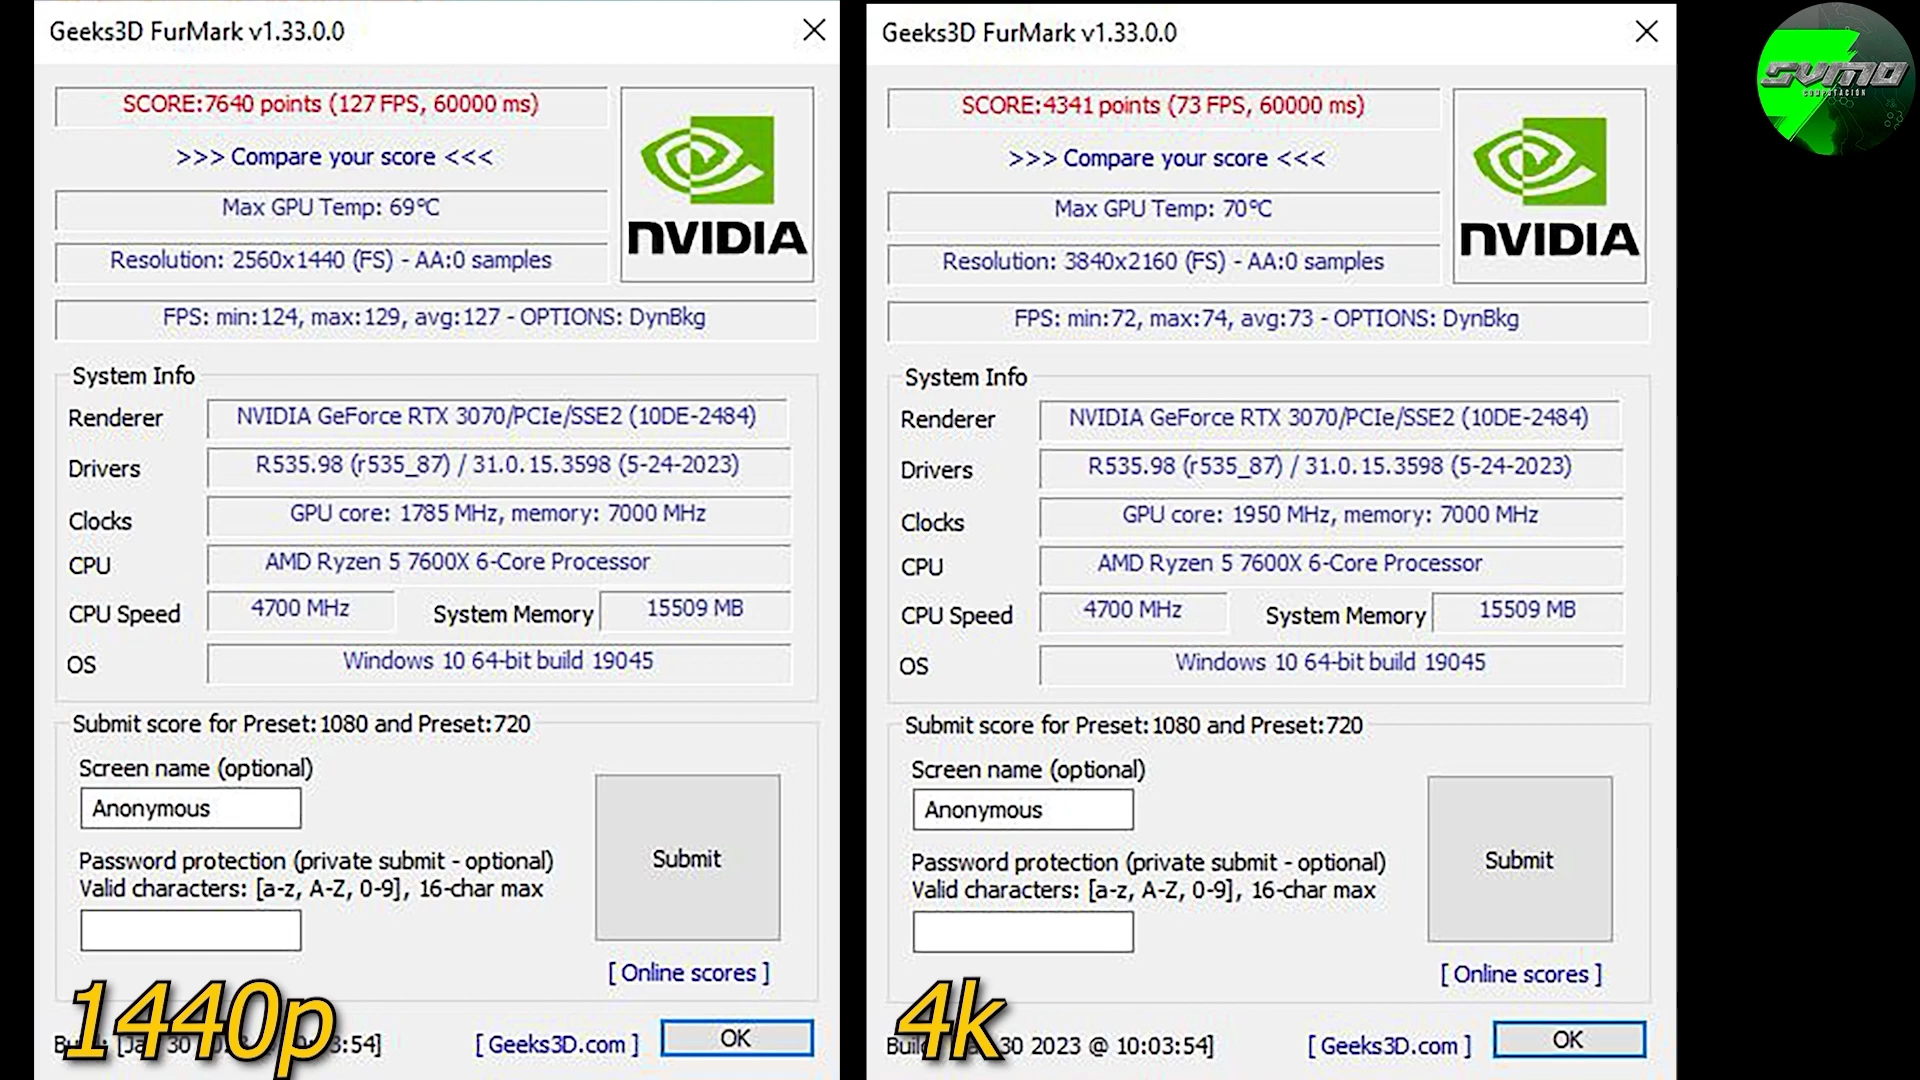 Geeks3D FurMark v1.33.0.0
SCORE:7640 points (127 FPS, 60000 ms)
>>> Compare your score <<<
Max GPU Temp: 69°C
Resolution: 2560x1440 (FS) - AA:0 samples
NVIDIA
FPS: min:124, max:129, avg:127 - OPTIONS: DynBkg
System Info
Renderer NVIDIA GeForce RTX 3070/PCIe/SSE2 (10DE-2484)
Drivers R535.98 (r535_87) / 31.0.15.3598 (5-24-2023)
Clocks GPU core: 1785 MHz, memory: 7000 MHz
CPU AMD Ryzen 5 7600X 6-Core Processor
CPU Speed 4700 MHz System Memory 15509 MB
OS Windows 10 64-bit build 19045
Submit score for Preset:1080 and Preset:720
Screen name (optional)
Anonymous
Password protection (private submit - optional)
Valid characters: [a-z, A-Z, 0-9], 16-char max
Submit
[ Online scores ]
1440p
[ Geeks3D.com ] OK
Geeks3D FurMark v1.33.0.0
SCORE:4341 points (73 FPS, 60000 ms)
>>> Compare your score <<<
Max GPU Temp: 70°C
Resolution: 3840x2160 (FS) - AA:0 samples
NVIDIA
FPS: min:72, max:74, avg:73 - OPTIONS: DynBkg
System Info
Renderer NVIDIA GeForce RTX 3070/PCIe/SSE2 (10DE-2484)
Drivers R535.98 (r535_87) / 31.0.15.3598 (5-24-2023)
Clocks GPU core: 1950 MHz, memory: 7000 MHz
CPU AMD Ryzen 5 7600X 6-Core Processor
CPU Speed 4700 MHz System Memory 15509 MB
OS Windows 10 64-bit build 19045
Submit score for Preset:1080 and Preset:720
Screen name (optional)
Anonymous
Password protection (private submit - optional)
Valid characters: [a-z, A-Z, 0-9], 16-char max
Submit
[ Online scores ]
4k
30 2023 @ 10:03:54] [ Geeks3D.com ] OK
SYMO
COMPUTACIÓN